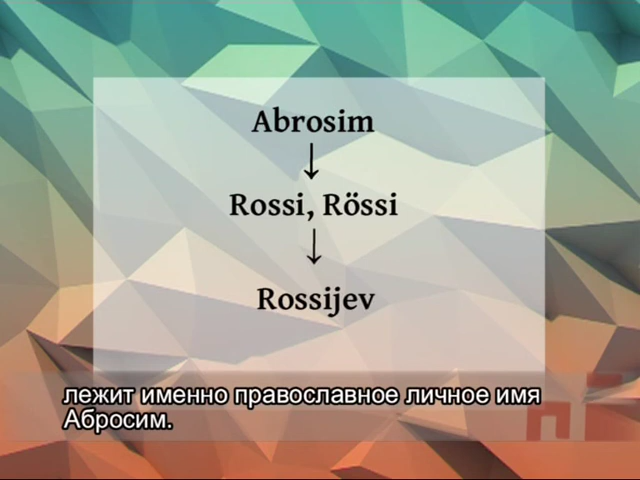 Abrosim
↓
Rossi, Rössi
↓
Rossijev
лежит именно православное личное имя
Абросим.